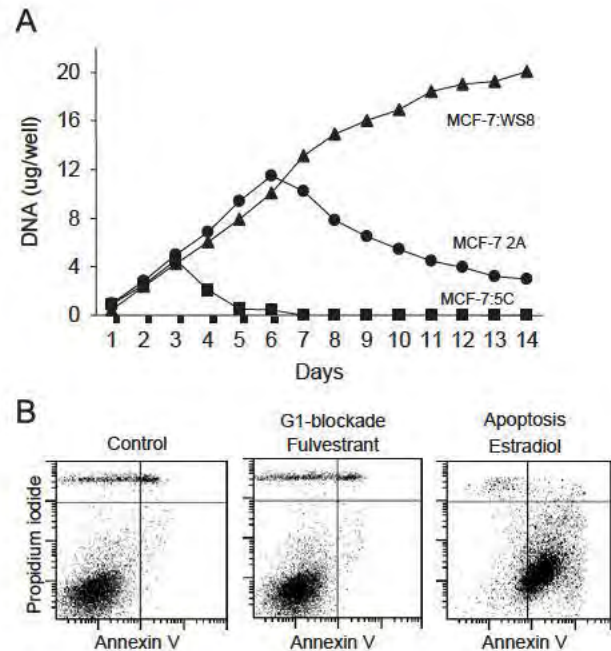 A
DNA (ug/well)
20
16
12
8
4
0
MCF-7:WS8
MCF-7 2A
MCF-7:5C
1 2 3 4 5 6 7 8 9 10 11 12 13 14
Days
B
Control
G1-blockade
Fulvestrant
Apoptosis
Estradiol
Propidium iodide
Annexin V
Annexin V
Annexin V